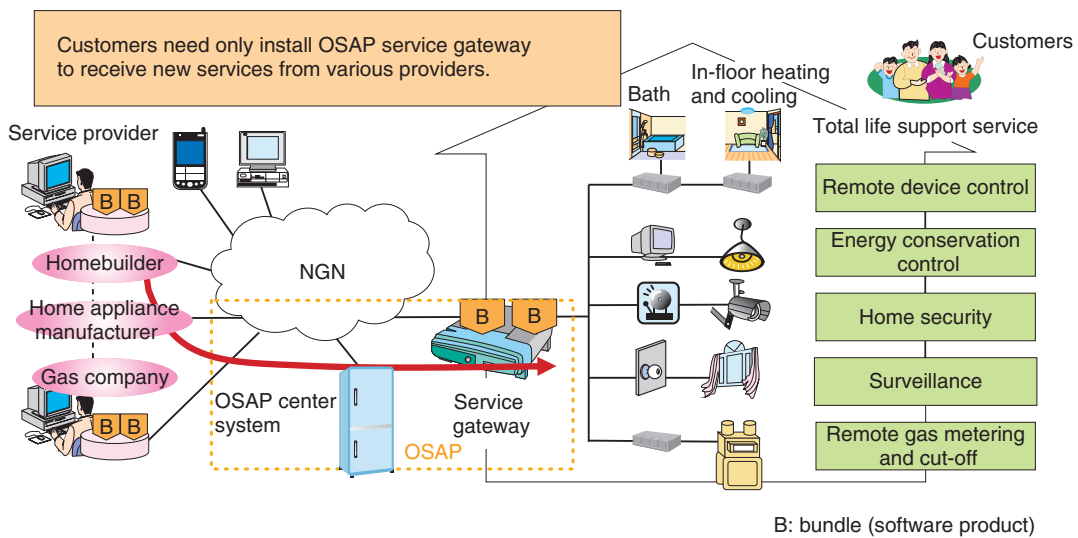 Customers need only install OSAP service gateway
to receive new services from various providers.
Customers
In-floor heating
and cooling
Bath
Total life support service
Service provider
B B
Homebuilder
Home appliance
manufacturer
Gas company
B B
NGN
B B
OSAP center
system
Service
gateway
OSAP
Remote device control
Energy conservation
control
Home security
Surveillance
Remote gas metering
and cut-off
B: bundle (software product)